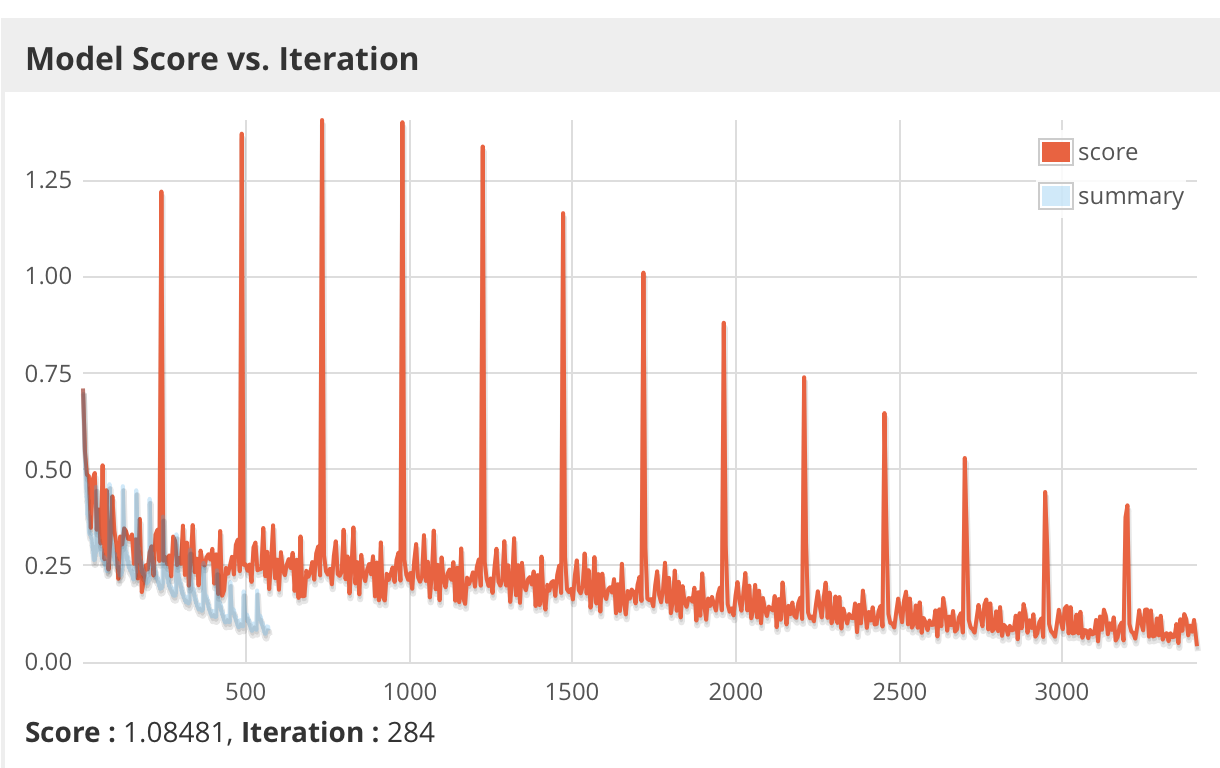 Model Score vs. Iteration
score
summary
1.25
1.00
0.75
0.50
0.25
0.00
500 1000 1500 2000 2500 3000
Score : 1.08481, Iteration : 284